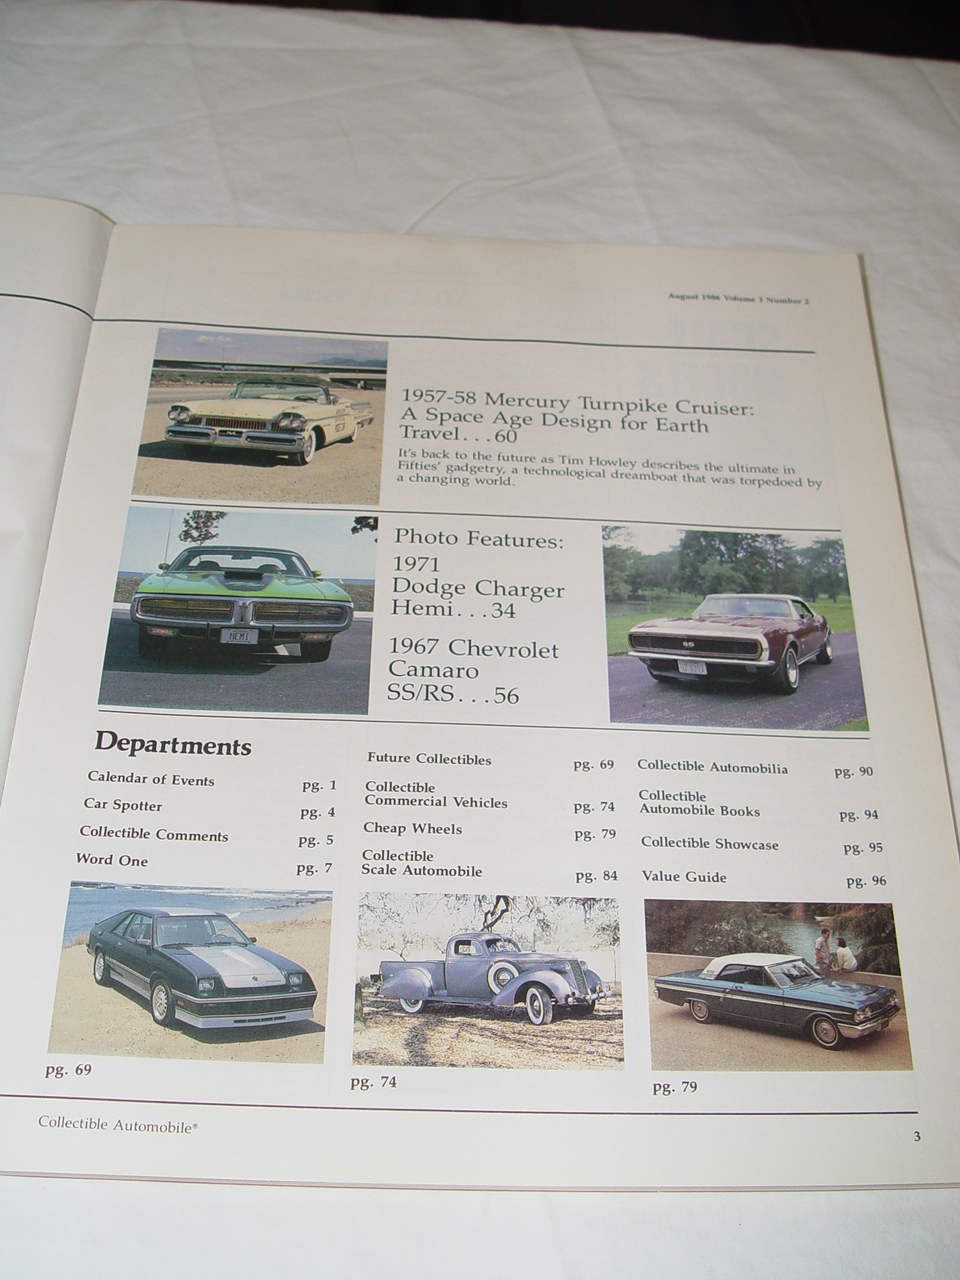 August 1986 Volume 3 Number 2
1957-58 Mercury Turnpike Cruiser:
A Space Age Design for Earth
Travel...60
It's back to the future as Tim Howley describes the ultimate in
Fifties' gadgetry, a technological dreamboat that was torpedoed by
a changing world.
Photo Features:
1971
Dodge Charger
Hemi...34
1967 Chevrolet
Camaro
SS/RS...56
HEMI
SS
Departments
Calendar of Events pg. 1
Car Spotter pg. 4
Collectible Comments pg. 5
Word One pg. 7
Future Collectibles pg. 69
Collectible
Commercial Vehicles pg. 74
Cheap Wheels pg. 79
Collectible
Scale Automobile pg. 84
Collectible Automobilia pg. 90
Collectible
Automobile Books pg. 94
Collectible Showcase pg. 95
Value Guide pg. 96
pg. 69
pg. 74
pg. 79
Collectible Automobile®
3